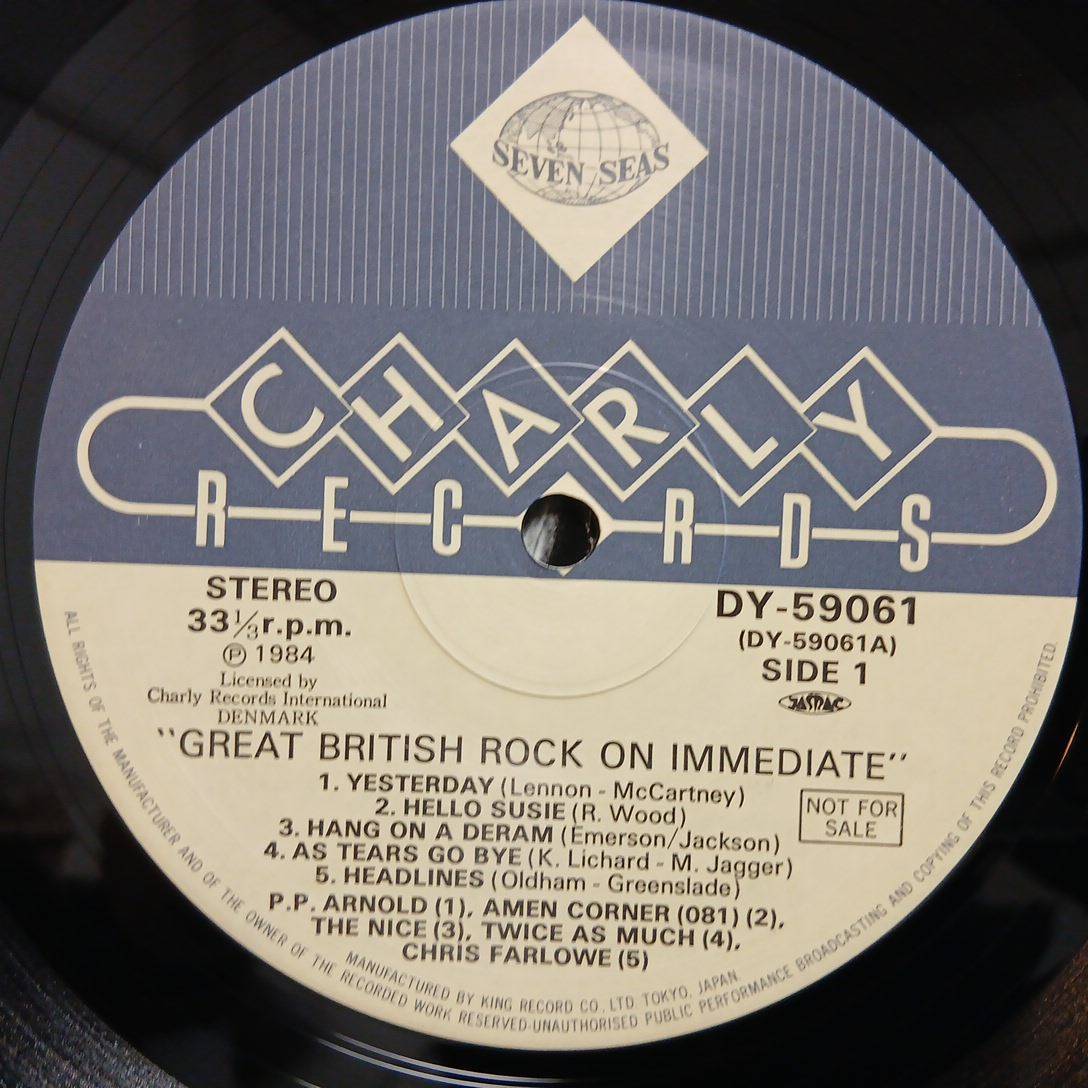 SEVEN SEAS
CHARLY
RECORDS
STEREO
33⅓r.p.m.
Ⓟ 1984
Licensed by
Charly Records International
DENMARK
DY-59061
(DY-59061A)
SIDE 1
JASRAC
"GREAT BRITISH ROCK ON IMMEDIATE"
1. YESTERDAY (Lennon - McCartney)
2. HELLO SUSIE (R. Wood)
3. HANG ON A DERAM (Emerson/Jackson)
4. AS TEARS GO BYE (K. Lichard - M. Jagger)
5. HEADLINES (Oldham - Greenslade)
NOT FOR
SALE
P.P. ARNOLD (1), AMEN CORNER (081) (2),
THE NICE (3), TWICE AS MUCH (4),
CHRIS FARLOWE (5)
MANUFACTURED BY KING RECORD CO., LTD. TOKYO, JAPAN.
ALL RIGHTS OF THE MANUFACTURER AND OF THE OWNER OF THE RECORDED WORK RESERVED-UNAUTHORISED PUBLIC PERFORMANCE BROADCASTING AND COPYING OF THIS RECORD PROHIBITED